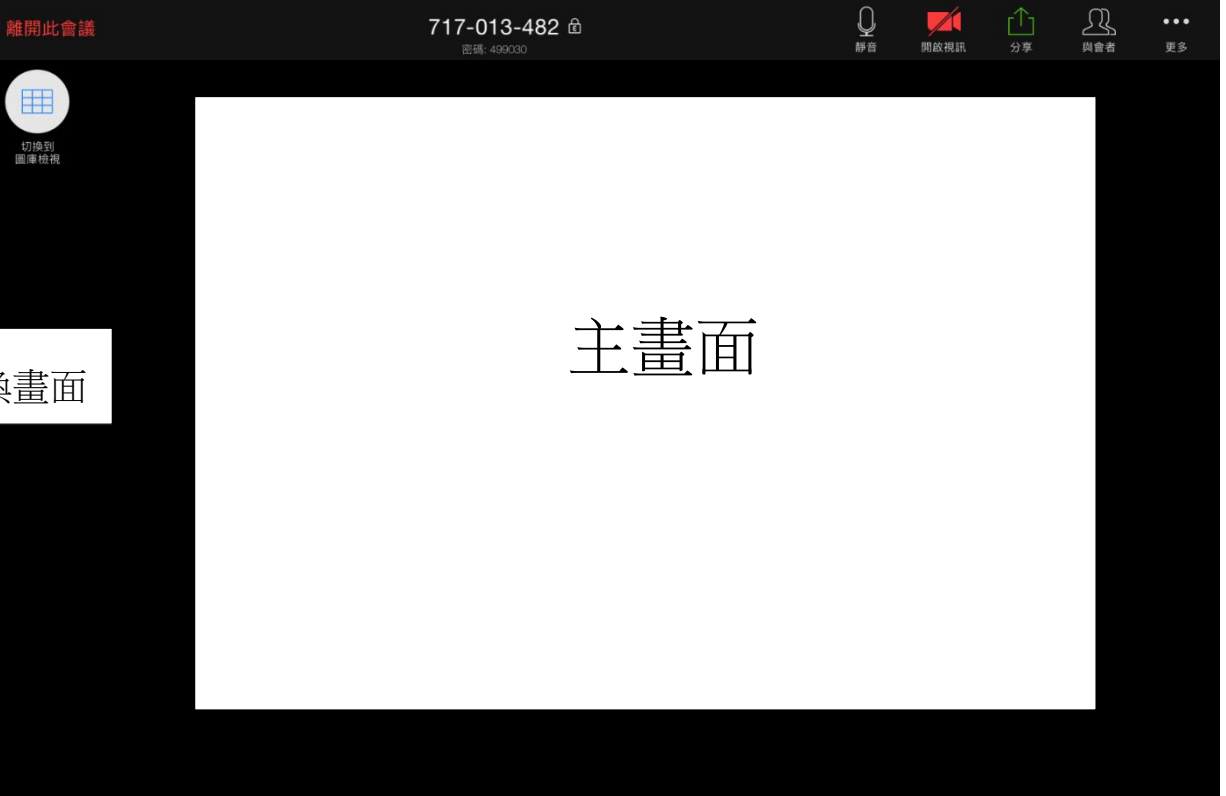 離開此會議
717-013-482
密碼: 499030
靜音
開啟視訊
分享
與會者
更多
切換到
圖庫檢視
主畫面
畫面